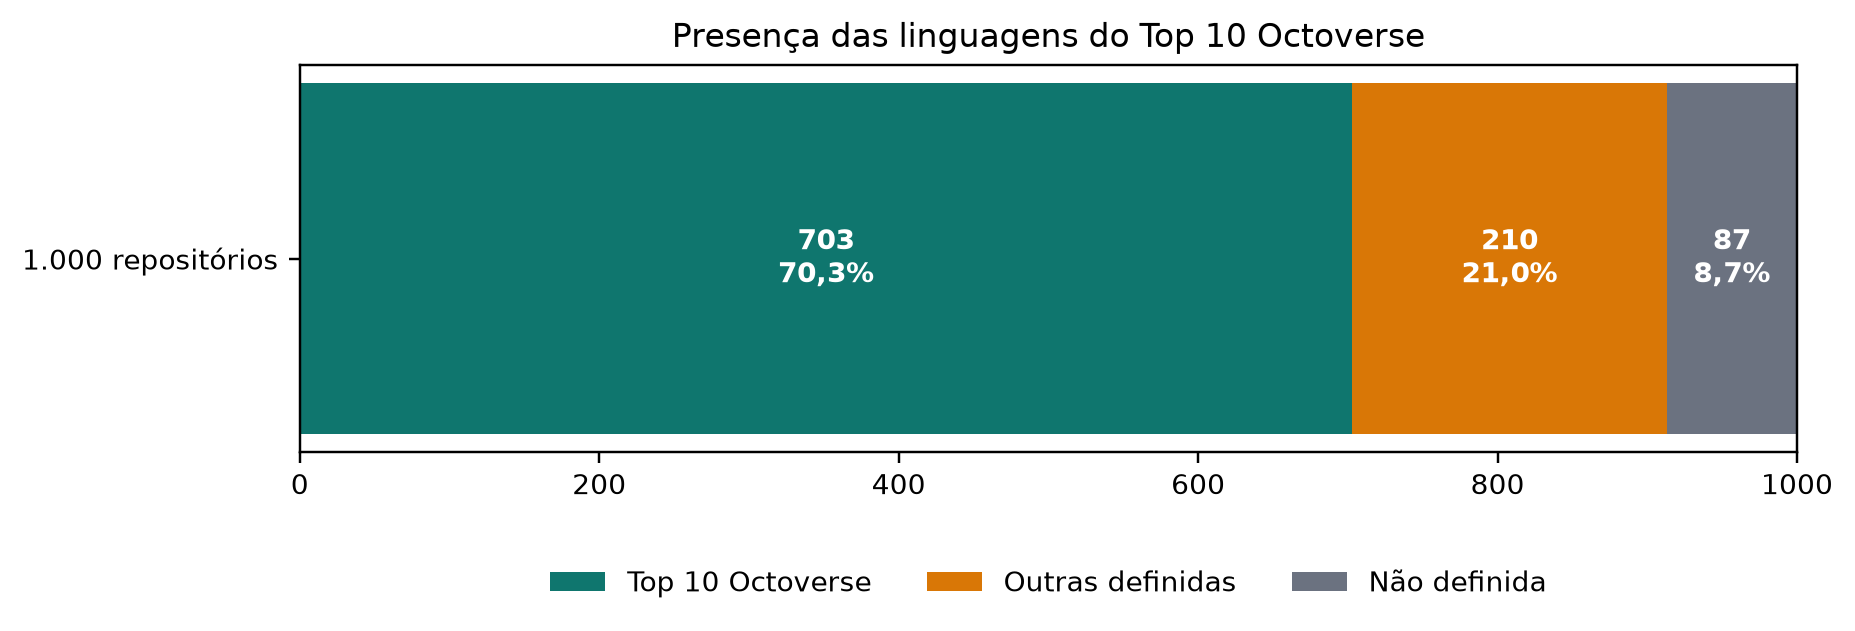 Presença das linguagens do Top 10 Octoverse
1.000 repositórios
703
70,3%
210
21,0%
87
8,7%
0
200
400
600
800
1000
Top 10 Octoverse
Outras definidas
Não definida